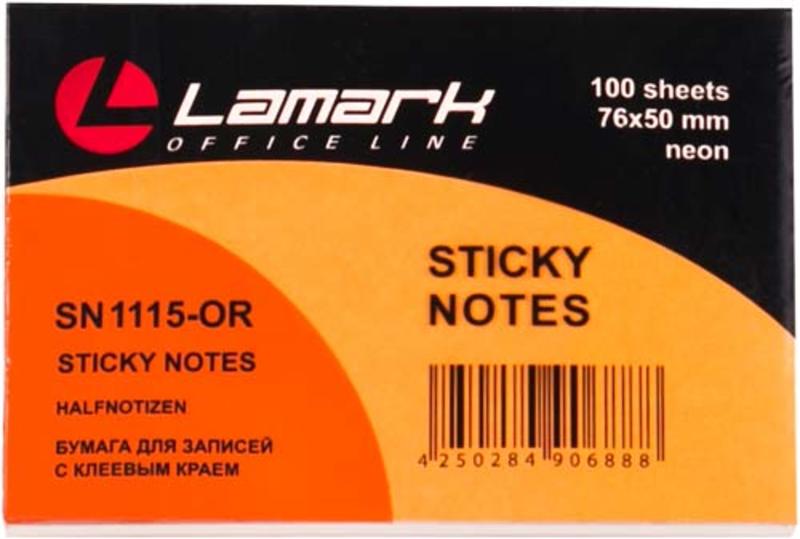 Lamark
OFFICE LINE
100 sheets
76x50 mm
neon
STICKY
NOTES
SN1115-OR
STICKY NOTES
HALFNOTIZEN
БУМАГА ДЛЯ ЗАПИСЕЙ
С КЛЕЕВЫМ КРАЕМ
4 250284 906888